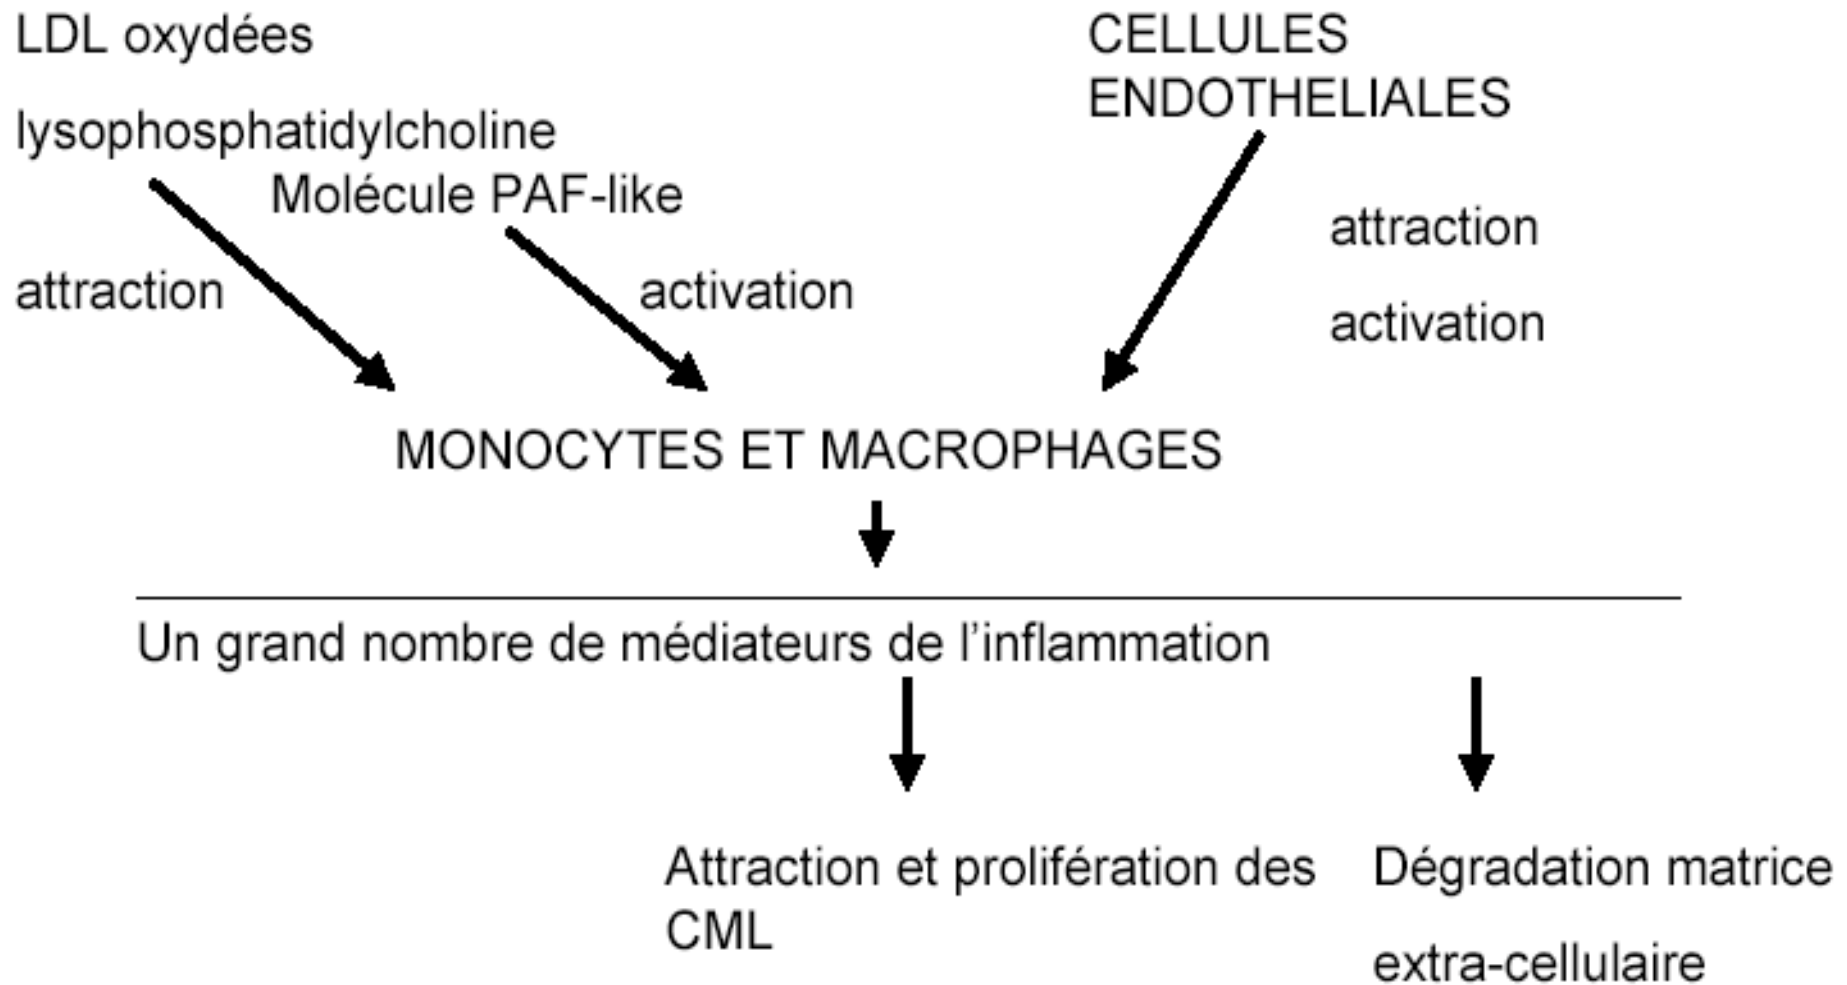 LDL oxydées
lysophosphatidylcholine
Molécule PAF-like
attraction
activation
CELLULES
ENDOTHELIALES
attraction
activation
MONOCYTES ET MACROPHAGES
Un grand nombre de médiateurs de l’inflammation
Attraction et prolifération des
CML
Dégradation matrice
extra-cellulaire